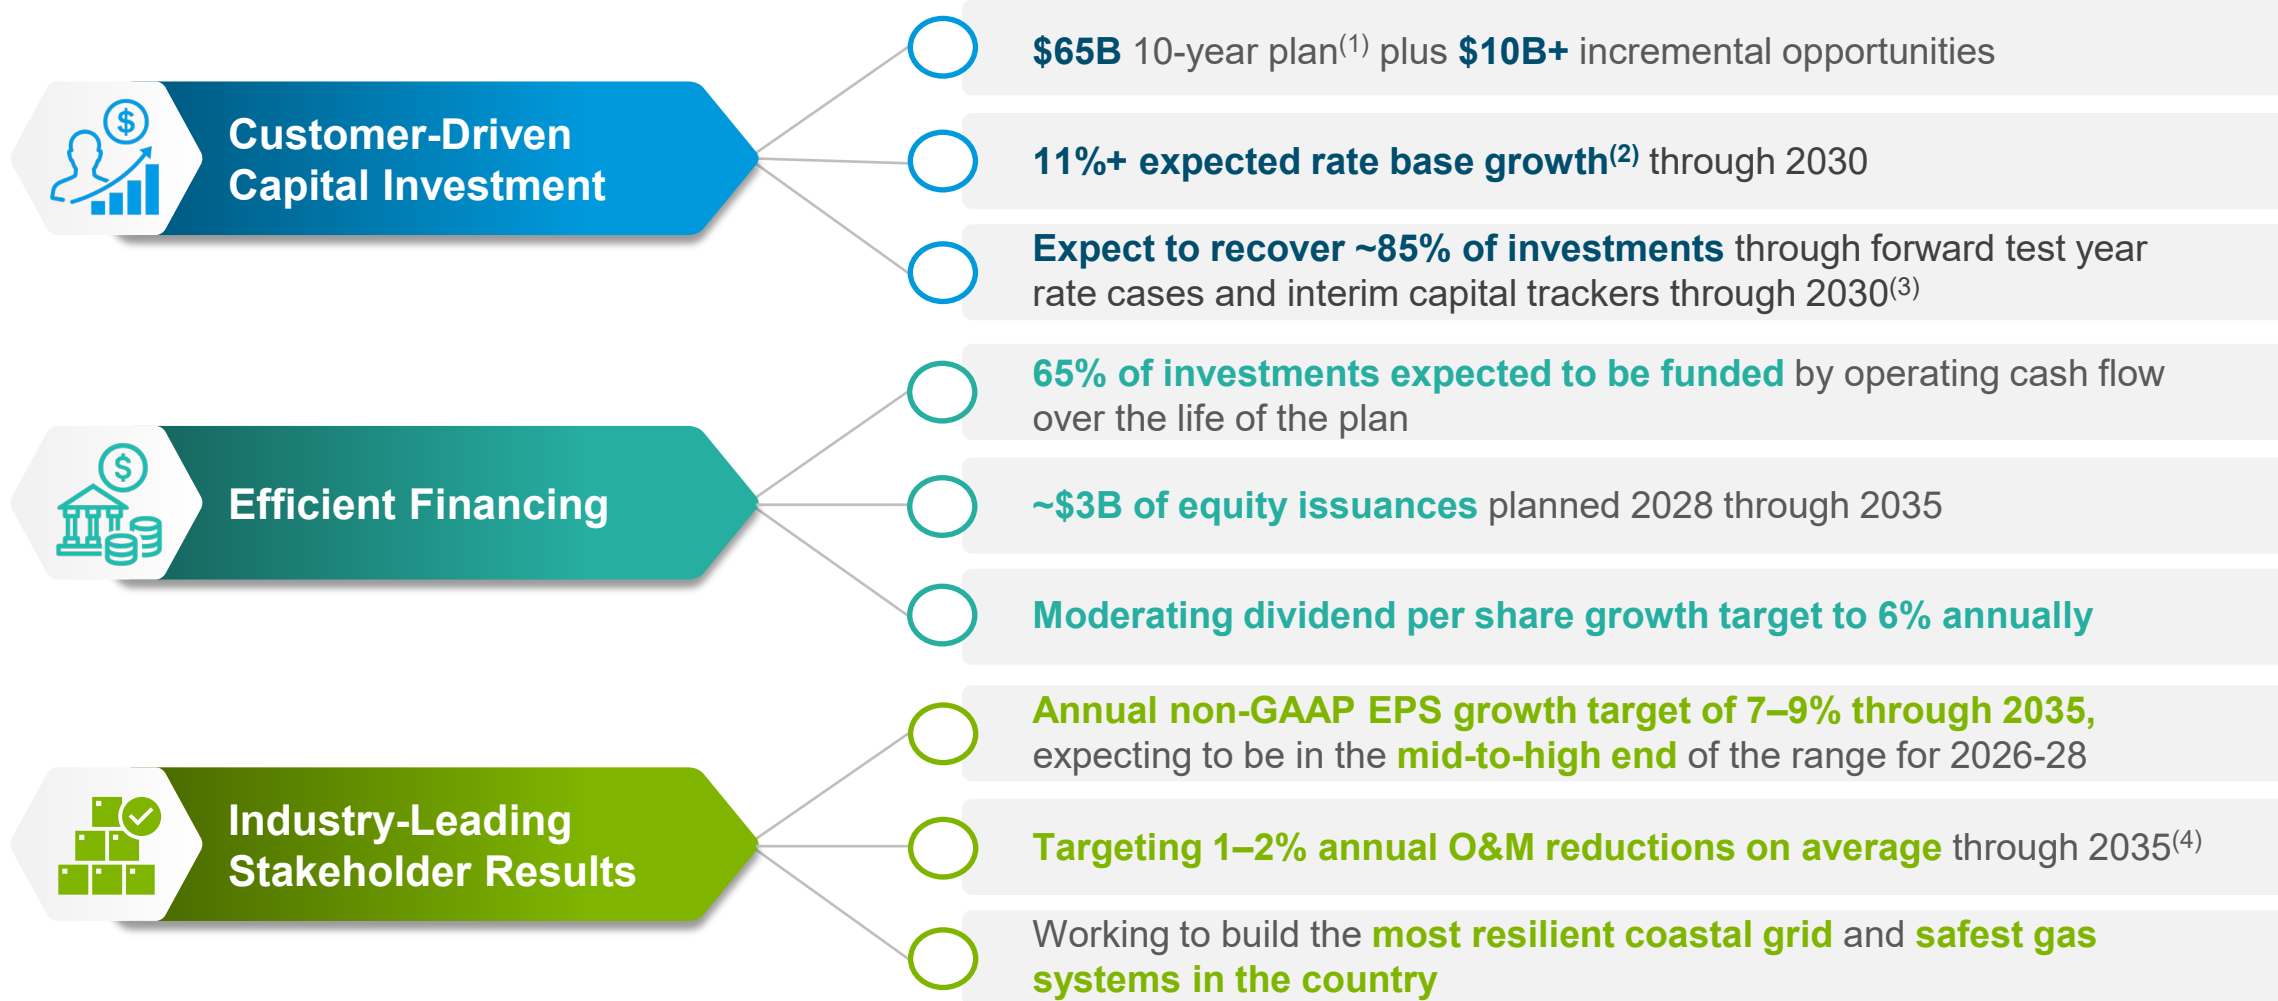 Customer-Driven
Capital Investment
$65B 10-year plan(1) plus $10B+ incremental opportunities
11%+ expected rate base growth(2) through 2030
Expect to recover ~85% of investments through forward test year
rate cases and interim capital trackers through 2030(3)
Efficient Financing
65% of investments expected to be funded by operating cash flow
over the life of the plan
~$3B of equity issuances planned 2028 through 2035
Moderating dividend per share growth target to 6% annually
Industry-Leading
Stakeholder Results
Annual non-GAAP EPS growth target of 7–9% through 2035,
expecting to be in the mid-to-high end of the range for 2026-28
Targeting 1–2% annual O&M reductions on average through 2035(4)
Working to build the most resilient coastal grid and safest gas
systems in the country